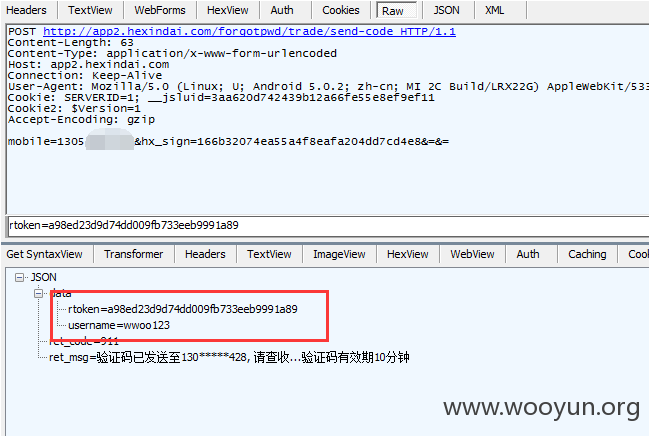 Headers TextView WebForms HexView Auth Cookies Raw JSON XML
POST http://app2.hexindai.com/forgotpwd/trade/send-code HTTP/1.1
Content-Length: 63
Content-Type: application/x-www-form-urlencoded
Host: app2.hexindai.com
Connection: Keep-Alive
User-Agent: Mozilla/5.0 (Linux; U; Android 5.0.2; zh-cn; MI 2C Build/LRX22G) AppleWebKit/533
Cookie: SERVERID=1; __jsluid=3aa620d742439b12a66fe55e8ef9ef11
Cookie2: $Version=1
Accept-Encoding: gzip
mobile=1305 &hx_sign=166b32074ea55a4f8eafa204dd7cd4e8&=&=
rtoken=a98ed23d9d74dd009fb733eeb9991a89
Get SyntaxView Transformer Headers TextView ImageView HexView WebView Auth Caching Cook
JSON
data
rtoken=a98ed23d9d74dd009fb733eeb9991a89
username=wwoo123
ret_code=911
ret_msg=验证码已发送至130*****428, 请查收...验证码有效期10分钟
www.wooyun.org